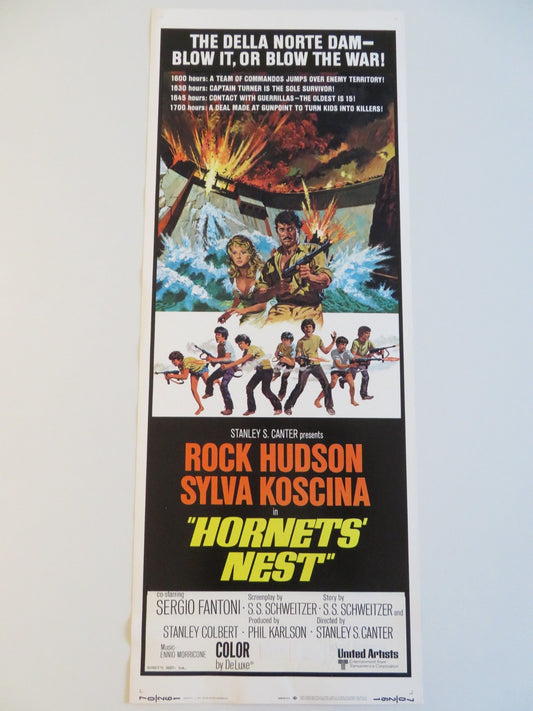 THE DELLA NORTE DAM—
BLOW IT, OR BLOW THE WAR!
1600 hours: A TEAM OF COMMANDOS JUMPS OVER ENEMY TERRITORY!
1630 hours: CAPTAIN TURNER IS THE SOLE SURVIVOR!
1645 hours: CONTACT WITH GUERRILLAS—THE OLDEST IS 15!
1700 hours: A DEAL MADE AT GUNPOINT TO TURN KIDS INTO KILLERS!
STANLEY S. CANTER presents
ROCK HUDSON
SYLVA KOSCINA
in
"HORNETS'
NEST"
co-starring Screenplay by Story by
SERGIO FANTONI · S.S. SCHWEITZER · S.S. SCHWEITZER and
Produced by Directed by
STANLEY COLBERT · PHIL KARLSON · STANLEY S. CANTER
Music: ENNIO MORRICONE
COLOR by DeLuxe®
United Artists
Entertainment from Transamerica Corporation